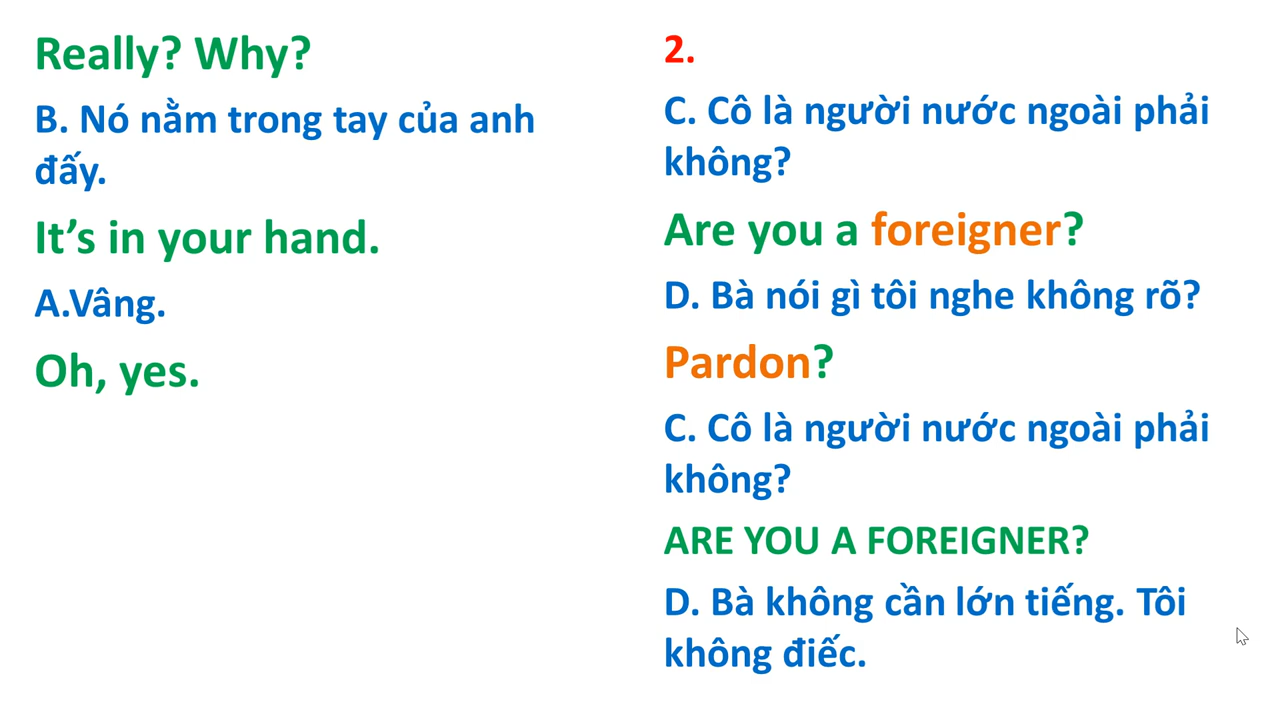 Really? Why?
B. Nó nằm trong tay của anh
đấy.
It’s in your hand.
A.Vâng.
Oh, yes.
2.
C. Cô là người nước ngoài phải
không?
Are you a foreigner?
D. Bà nói gì tôi nghe không rõ?
Pardon?
C. Cô là người nước ngoài phải
không?
ARE YOU A FOREIGNER?
D. Bà không cần lớn tiếng. Tôi
không điếc.